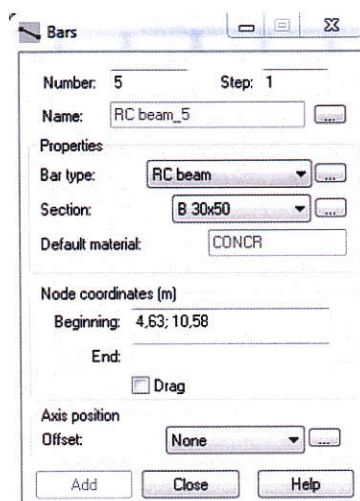 Bars
Number: 5 Step: 1
Name: RC beam_5 ...
Properties
Bar type: RC beam ...
Section: B 30x50 ...
Default material: CONCR
Node coordinates (m)
Beginning: 4,63; 10,58
End:
Drag
Axis position
Offset: None ...
Add Close Help